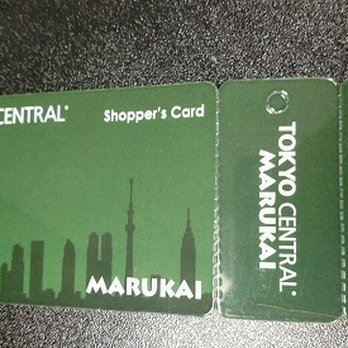 CENTRAL®
Shopper's Card
MARUKAI
TOKYO CENTRAL®
MARUKAI